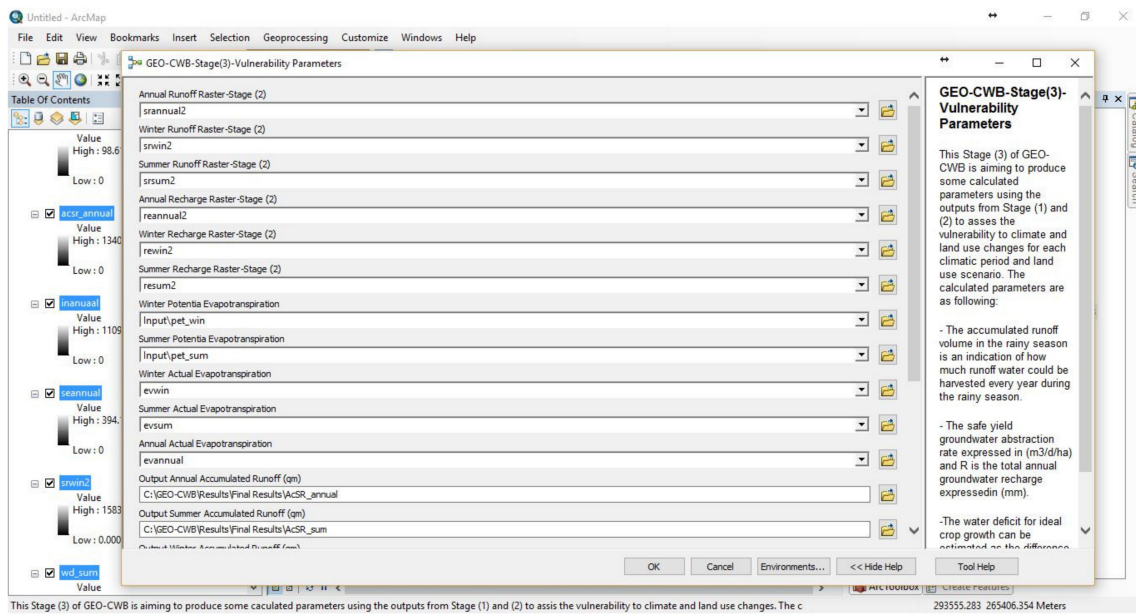 Untitled - ArcMap
File Edit View Bookmarks Insert Selection Geoprocessing Customize Windows Help
Table Of Contents
Value
High : 98.6
Low : 0
acsr_annual
Value
High : 1340
Low : 0
inanuaal
Value
High : 1109
Low : 0
seannual
Value
High : 394.
Low : 0
srwin2
Value
High : 1583
Low : 0.000
wd_sum
Value
GEO-CWB-Stage(3)-Vulnerability Parameters
Annual Runoff Raster-Stage (2)
srannual2
Winter Runoff Raster-Stage (2)
srwin2
Summer Runoff Raster-Stage (2)
srsum2
Annual Recharge Raster-Stage (2)
reannual2
Winter Recharge Raster-Stage (2)
rewin2
Summer Recharge Raster-Stage (2)
resum2
Winter Potentia Evapotranspiration
Input\pet_win
Summer Potentia Evapotranspiration
Input\pet_sum
Winter Actual Evapotranspiration
evwin
Summer Actual Evapotranspiration
evsum
Annual Actual Evapotranspiration
evannual
Output Annual Accumulated Runoff (qm)
C:\GEO-CWB\Results\Final Results\AcSR_annual
Output Summer Accumulated Runoff (qm)
C:\GEO-CWB\Results\Final Results\AcSR_sum
Output Winter Accumulated Runoff (qm)
OK Cancel Environments... << Hide Help Tool Help
GEO-CWB-Stage(3)-
Vulnerability
Parameters
This Stage (3) of GEO-
CWB is aiming to produce
some calculated
parameters using the
outputs from Stage (1) and
(2) to asses the
vulnerability to climate and
land use changes for each
climatic period and land
use scenario. The
calculated parameters are
as following:
- The accumulated runoff
volume in the rainy season
is an indication of how
much runoff water could be
harvested every year during
the rainy season.
- The safe yield
groundwater abstraction
rate expressed in (m3/d/ha)
and R is the total annual
groundwater recharge
expressedin (mm).
-The water deficit for ideal
crop growth can be
estimated as the difference
Catalog
Search
ArcToolbox Create Features
This Stage (3) of GEO-CWB is aiming to produce some caculated parameters using the outputs from Stage (1) and (2) to assis the vulnerability to climate and land use changes. The c
293555.283 265406.354 Meters